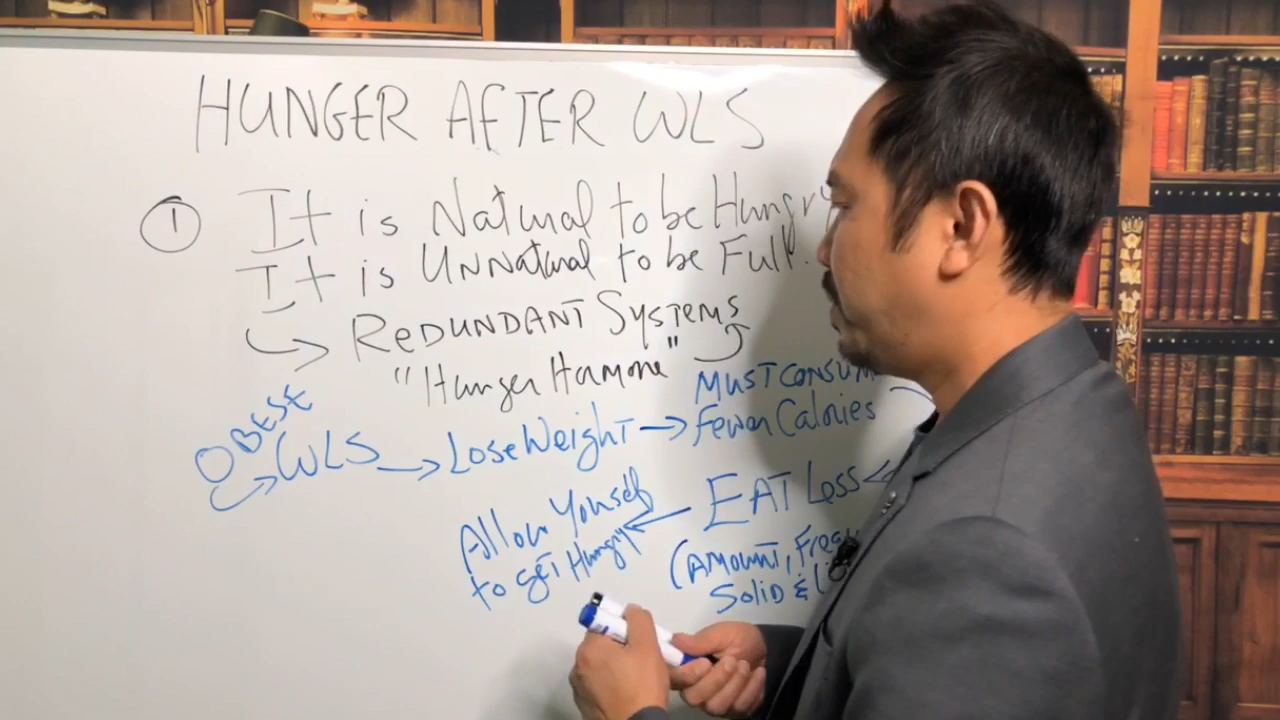 HUNGER AFTER WLS
① It is Natural to be Hungry
It is UNNatural to be Full.
↳ REDUNDANT SYSTEMS
"Hunger Hormone"
OBESE
WLS → Lose Weight → MUST CONSUM
Fewer Calories
EAT Less
(AMOUNT, Freq
SOLID & L
Allow Yourself
to get Hungry